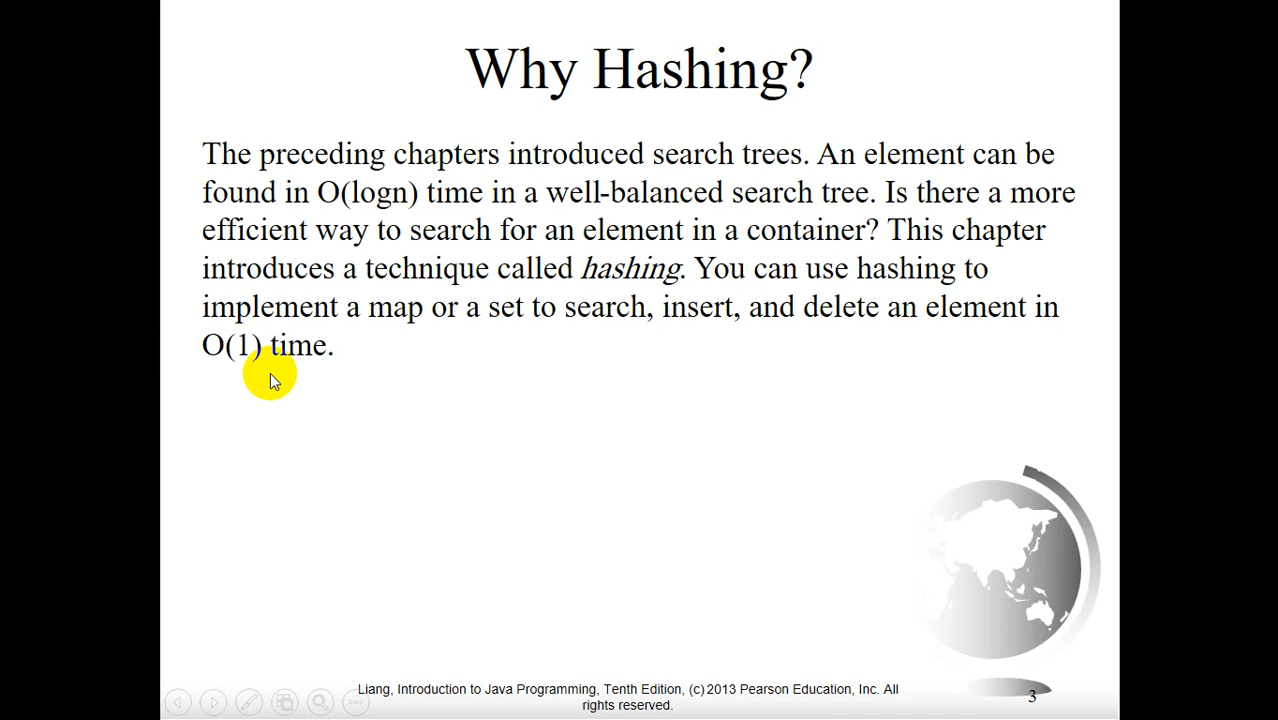 Why Hashing?
The preceding chapters introduced search trees. An element can be
found in O(logn) time in a well-balanced search tree. Is there a more
efficient way to search for an element in a container? This chapter
introduces a technique called hashing. You can use hashing to
implement a map or a set to search, insert, and delete an element in
O(1) time.
Liang, Introduction to Java Programming, Tenth Edition, (c) 2013 Pearson Education, Inc. All
rights reserved.
3